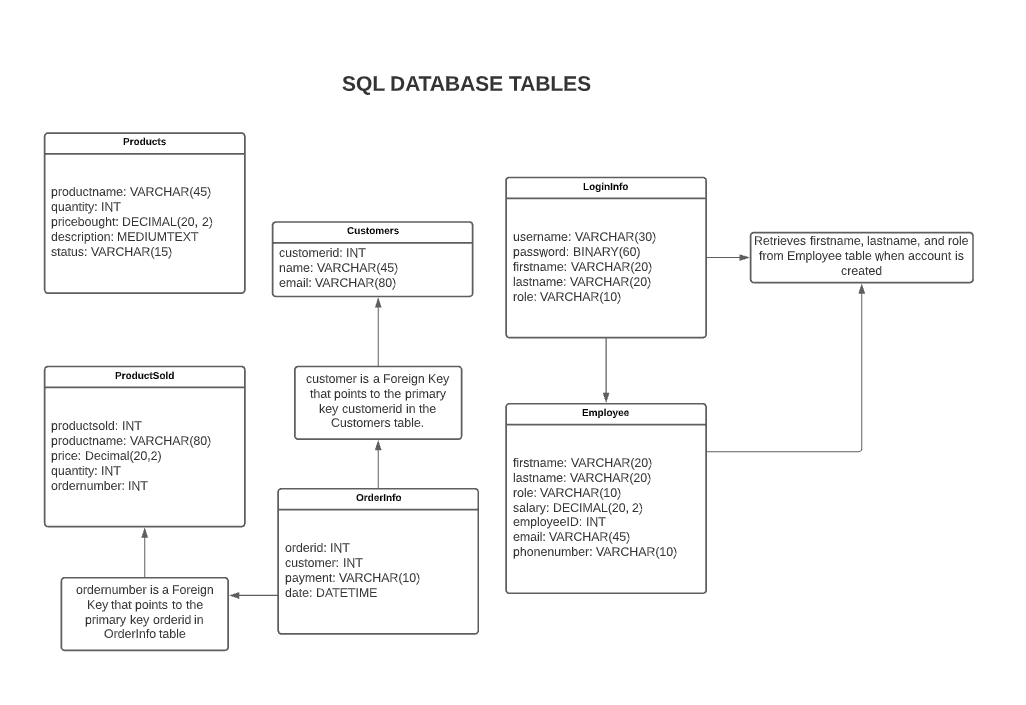 SQL DATABASE TABLES
Products
productname: VARCHAR(45)
quantity: INT
pricebought: DECIMAL(20, 2)
description: MEDIUMTEXT
status: VARCHAR(15)
Customers
customerid: INT
name: VARCHAR(45)
email: VARCHAR(80)
LoginInfo
username: VARCHAR(30)
password: BINARY(60)
firstname: VARCHAR(20)
lastname: VARCHAR(20)
role: VARCHAR(10)
Retrieves firstname, lastname, and role
from Employee table when account is
created
ProductSold
productsold: INT
productname: VARCHAR(80)
price: Decimal(20,2)
quantity: INT
ordernumber: INT
customer is a Foreign Key
that points to the primary
key customerid in the
Customers table.
Employee
firstname: VARCHAR(20)
lastname: VARCHAR(20)
role: VARCHAR(10)
salary: DECIMAL(20, 2)
employeeID: INT
email: VARCHAR(45)
phonenumber: VARCHAR(10)
OrderInfo
orderid: INT
customer: INT
payment: VARCHAR(10)
date: DATETIME
ordernumber is a Foreign
Key that points to the
primary key orderid in
OrderInfo table